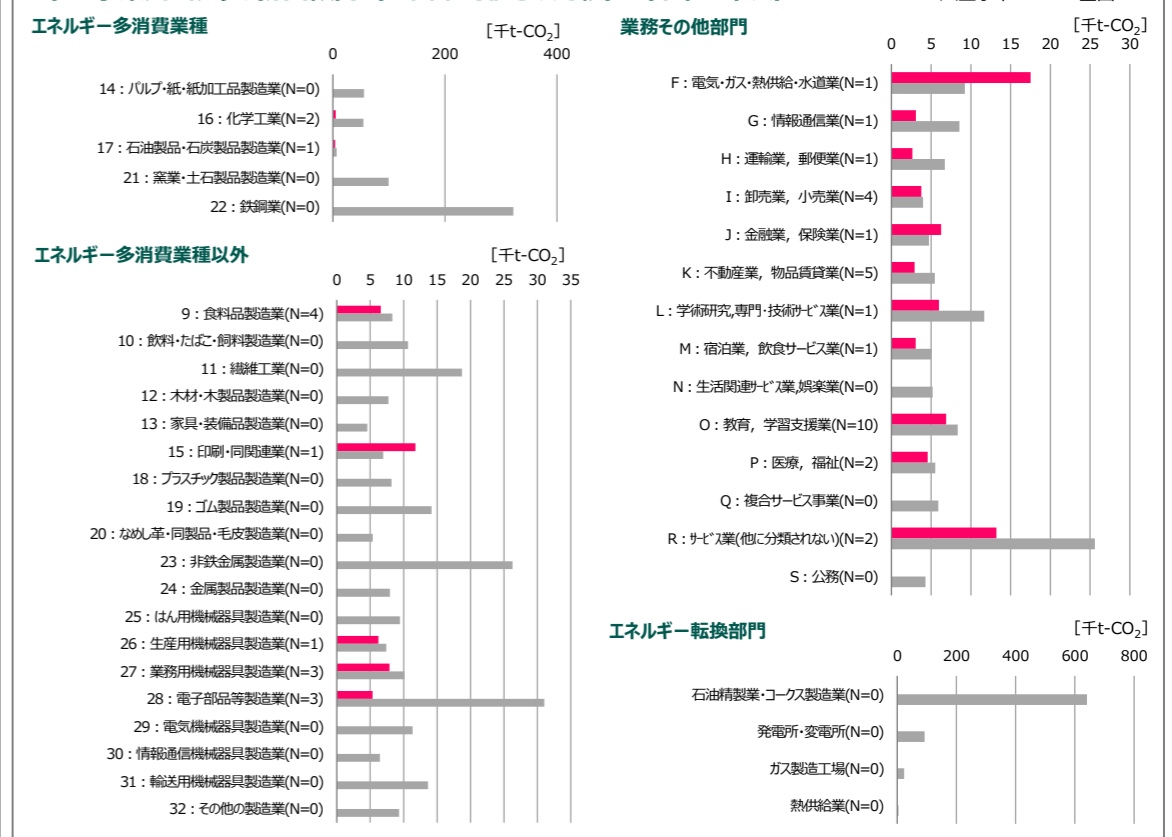 エネルギー多消費業種
[千t-CO2]
0 200 400
14：パルプ・紙・紙加工品製造業(N=0)
16：化学工業(N=2)
17：石油製品・石炭製品製造業(N=1)
21：窯業・土石製品製造業(N=0)
22：鉄鋼業(N=0)
エネルギー多消費業種以外
[千t-CO2]
0 5 10 15 20 25 30 35
9：食料品製造業(N=4)
10：飲料・たばこ・飼料製造業(N=0)
11：繊維工業(N=0)
12：木材・木製品製造業(N=0)
13：家具・装備品製造業(N=0)
15：印刷・同関連業(N=1)
18：プラスチック製品製造業(N=0)
19：ゴム製品製造業(N=0)
20：なめし革・同製品・毛皮製造業(N=0)
23：非鉄金属製造業(N=0)
24：金属製品製造業(N=0)
25：はん用機械器具製造業(N=0)
26：生産用機械器具製造業(N=1)
27：業務用機械器具製造業(N=3)
28：電子部品等製造業(N=3)
29：電気機械器具製造業(N=0)
30：情報通信機械器具製造業(N=0)
31：輸送用機械器具製造業(N=0)
32：その他の製造業(N=0)
業務その他部門
[千t-CO2]
0 5 10 15 20 25 30
F：電気・ガス・熱供給・水道業(N=1)
G：情報通信業(N=1)
H：運輸業，郵便業(N=1)
I：卸売業，小売業(N=4)
J：金融業，保険業(N=1)
K：不動産業，物品賃貸業(N=5)
L：学術研究,専門・技術ｻｰﾋﾞｽ業(N=1)
M：宿泊業，飲食サービス業(N=1)
N：生活関連ｻｰﾋﾞｽ業,娯楽業(N=0)
O：教育，学習支援業(N=10)
P：医療，福祉(N=2)
Q：複合サービス事業(N=0)
R：ｻｰﾋﾞｽ業(他に分類されない)(N=2)
S：公務(N=0)
エネルギー転換部門
[千t-CO2]
0 200 400 600 800
石油精製業・コークス製造業(N=0)
発電所・変電所(N=0)
ガス製造工場(N=0)
熱供給業(N=0)